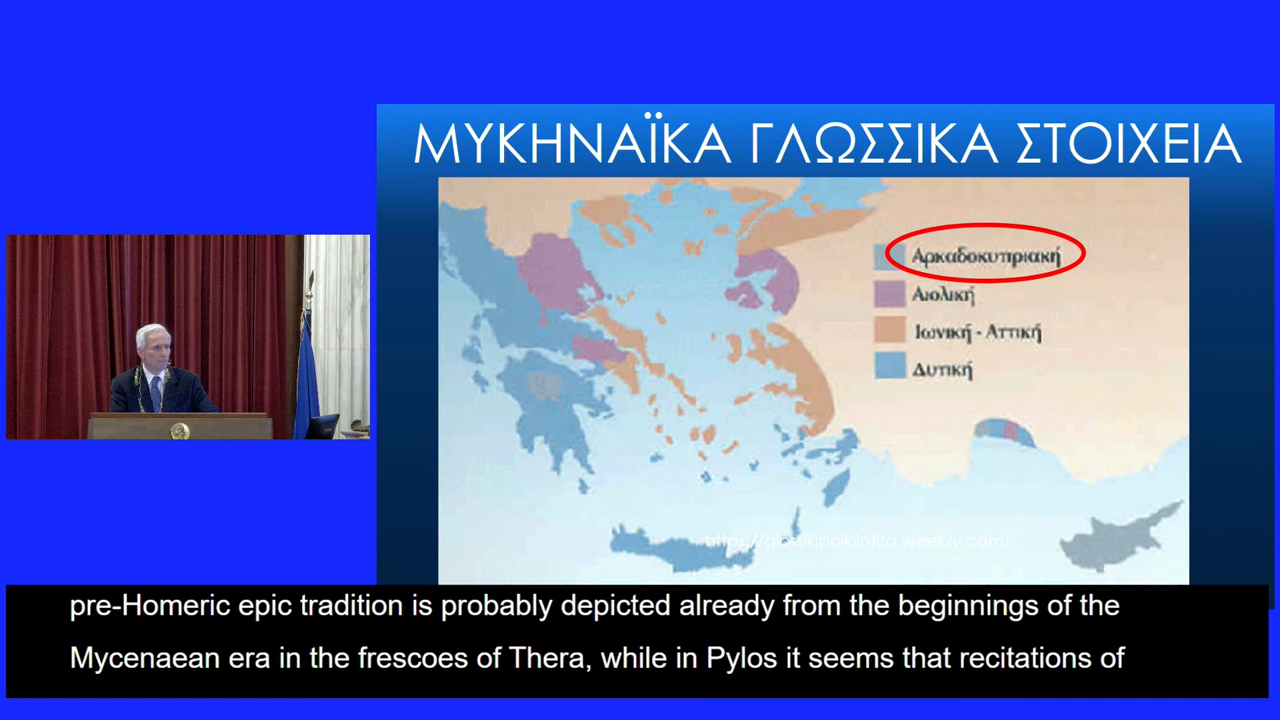 ΜΥΚΗΝΑΪΚΑ ΓΛΩΣΣΙΚΑ ΣΤΟΙΧΕΙΑ
Αρκαδοκυπριακή
Αιολική
Ιωνική - Αττική
Δυτική
https://glossikipoikilotita.weebly.com/
pre-Homeric epic tradition is probably depicted already from the beginnings of the
Mycenaean era in the frescoes of Thera, while in Pylos it seems that recitations of